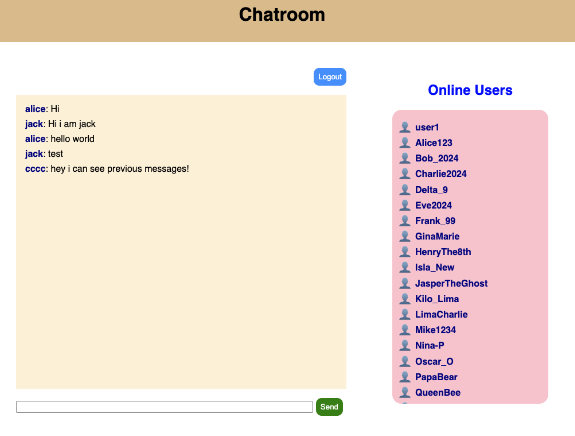 Chatroom
Logout
alice: Hi
jack: Hi i am jack
alice: hello world
jack: test
cccc: hey i can see previous messages!
Send
Online Users
user1
Alice123
Bob_2024
Charlie2024
Delta_9
Eve2024
Frank_99
GinaMarie
HenryThe8th
Isla_New
JasperTheGhost
Kilo_Lima
LimaCharlie
Mike1234
Nina-P
Oscar_O
PapaBear
QueenBee